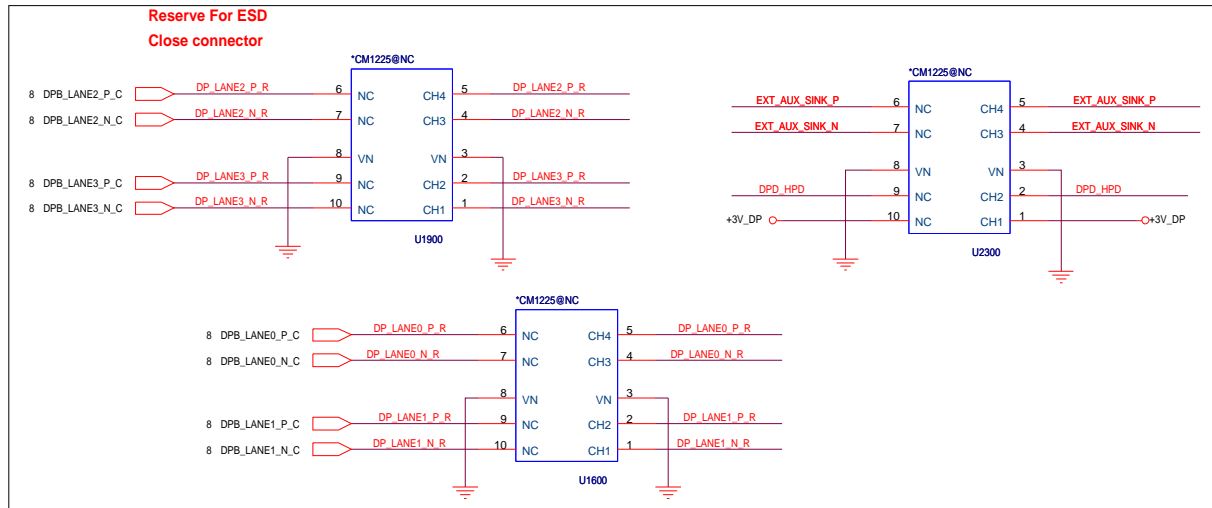 Reserve For ESD
Close connector
*CM1225@NC
8 DPB_LANE2_P_C DP_LANE2_P_R 6 NC CH4 5 DP_LANE2_P_R
8 DPB_LANE2_N_C DP_LANE2_N_R 7 NC CH3 4 DP_LANE2_N_R
8 VN VN 3
8 DPB_LANE3_P_C DP_LANE3_P_R 9 NC CH2 2 DP_LANE3_P_R
8 DPB_LANE3_N_C DP_LANE3_N_R 10 NC CH1 1 DP_LANE3_N_R
U1900
*CM1225@NC
EXT_AUX_SINK_P 6 NC CH4 5 EXT_AUX_SINK_P
EXT_AUX_SINK_N 7 NC CH3 4 EXT_AUX_SINK_N
8 VN VN 3
DPD_HPD 9 NC CH2 2 DPD_HPD
+3V_DP 10 NC CH1 1 +3V_DP
U2300
*CM1225@NC
8 DPB_LANE0_P_C DP_LANE0_P_R 6 NC CH4 5 DP_LANE0_P_R
8 DPB_LANE0_N_C DP_LANE0_N_R 7 NC CH3 4 DP_LANE0_N_R
8 VN VN 3
8 DPB_LANE1_P_C DP_LANE1_P_R 9 NC CH2 2 DP_LANE1_P_R
8 DPB_LANE1_N_C DP_LANE1_N_R 10 NC CH1 1 DP_LANE1_N_R
U1600